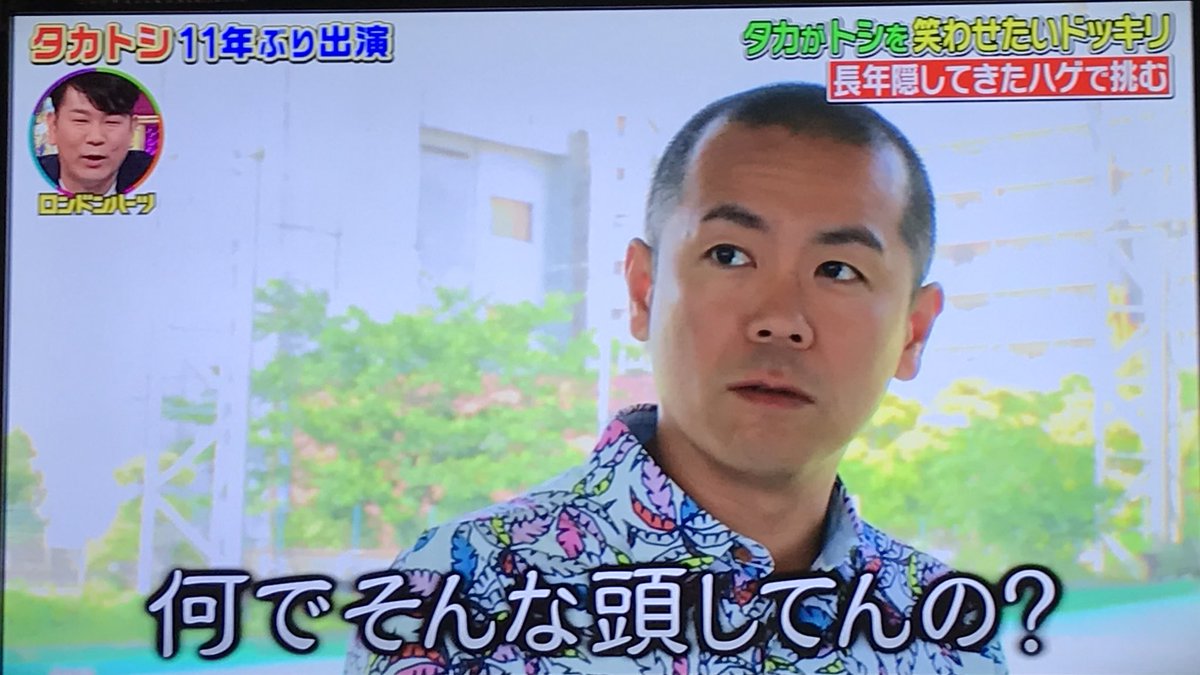 タカトシ11年ぶり出演
タカがトシを笑わせたいドッキリ
長年隠してきたハゲで挑む
ロンドンハーツ
何でそんな頭してんの?